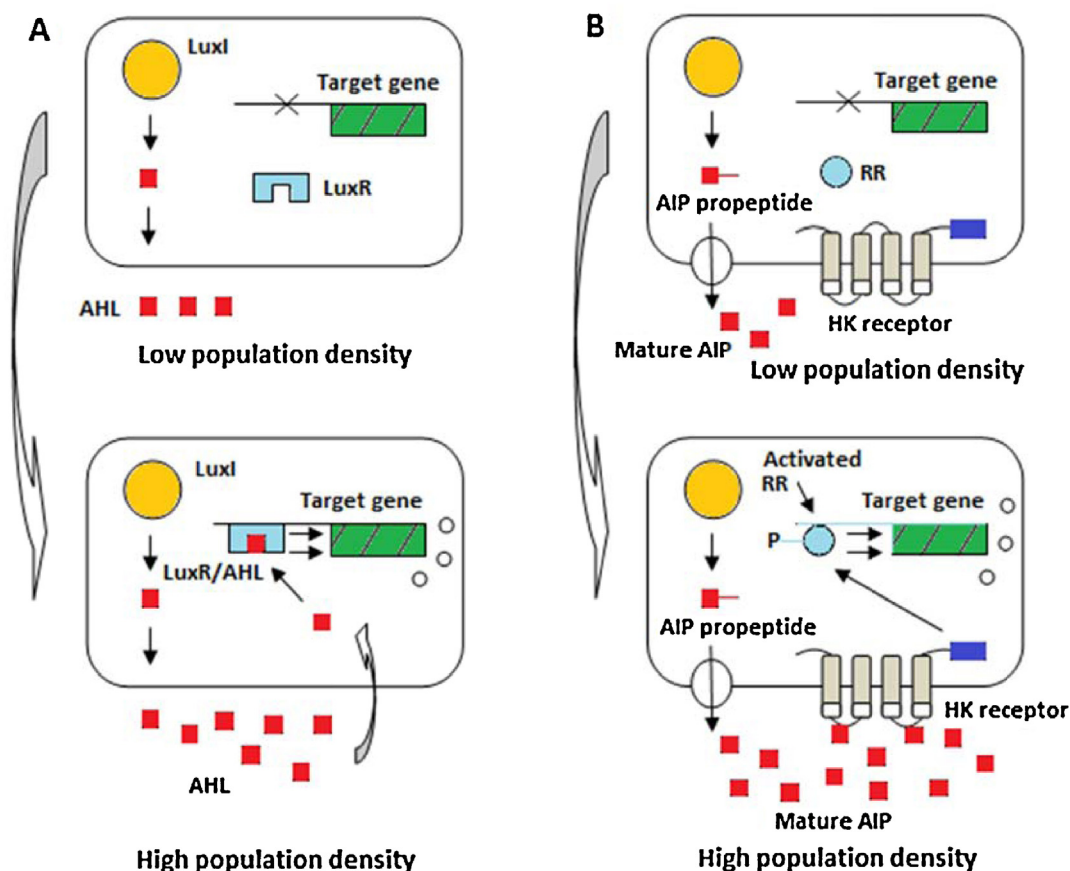 A
LuxI
Target gene
LuxR
AHL
Low population density
LuxI
Target gene
LuxR/AHL
AHL
High population density
B
Target gene
RR
AIP propeptide
HK receptor
Mature AIP
Low population density
Activated
RR
Target gene
P
AIP propeptide
HK receptor
Mature AIP
High population density